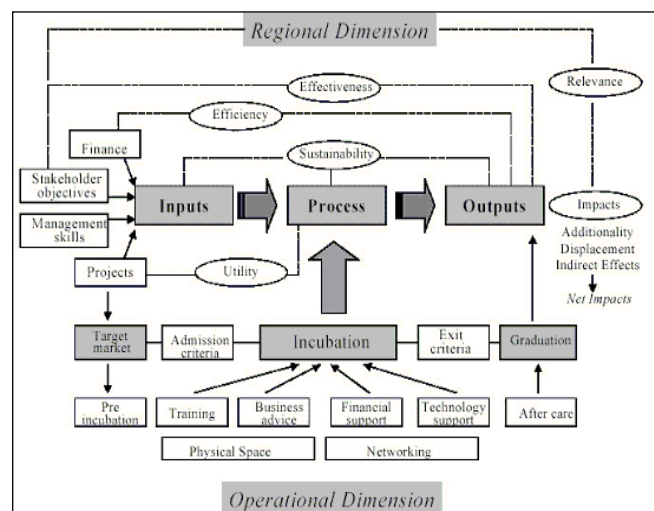 Regional Dimension
Effectiveness
Relevance
Efficiency
Finance
Sustainability
Stakeholder
objectives
Inputs
Process
Outputs
Impacts
Management
skills
Additionality
Displacement
Indirect Effects
Projects
Utility
Net Impacts
Target
market
Admission
criteria
Incubation
Exit
criteria
Graduation
Pre
incubation
Training
Business
advice
Financial
support
Technology
support
After care
Physical Space
Networking
Operational Dimension